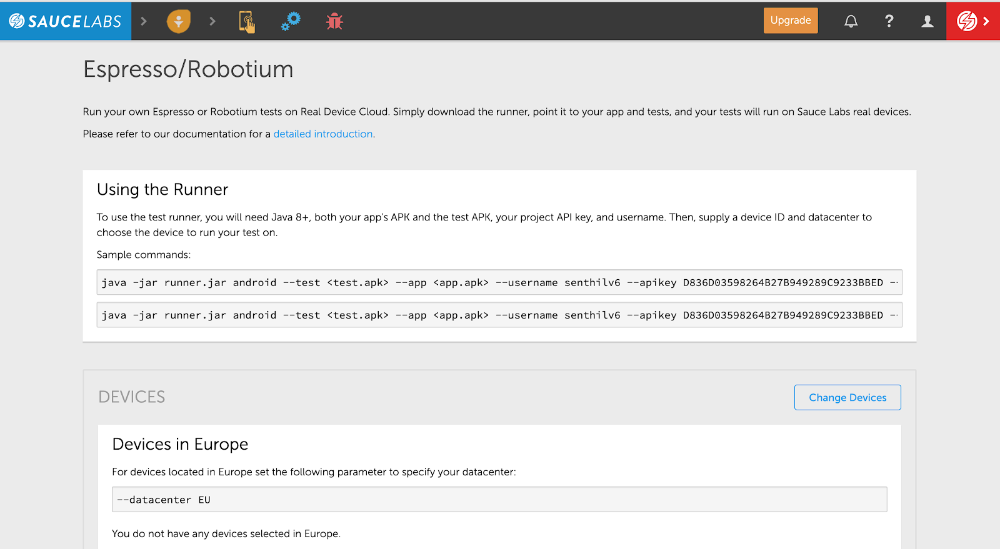 SAUCELABS
Upgrade
?
Espresso/Robotium
Run your own Espresso or Robotium tests on Real Device Cloud. Simply download the runner, point it to your app and tests, and your tests will run on Sauce Labs real devices.
Please refer to our documentation for a detailed introduction.
Using the Runner
To use the test runner, you will need Java 8+, both your app's APK and the test APK, your project API key, and username. Then, supply a device ID and datacenter to
choose the device to run your test on.
Sample commands:
java -jar runner.jar android --test <test.apk> --app <app.apk> --username senthilv6 --apikey D836D03598264B27B949289C9233BBED --
java -jar runner.jar android --test <test.apk> --app <app.apk> --username senthilv6 --apikey D836D03598264B27B949289C9233BBED --
DEVICES
Change Devices
Devices in Europe
For devices located in Europe set the following parameter to specify your datacenter:
--datacenter EU
You do not have any devices selected in Europe.